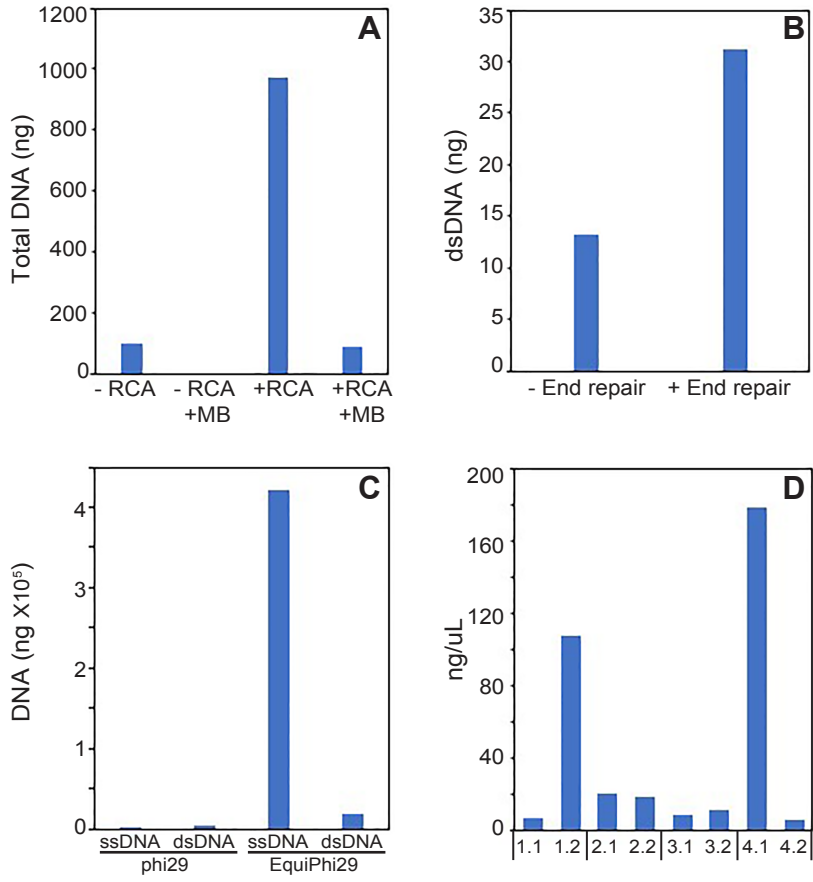 A
Total DNA (ng)
1200
1000
800
600
400
200
0
- RCA - RCA +RCA +RCA
+MB +MB
B
dsDNA (ng)
35
30
25
20
15
10
5
0
- End repair + End repair
C
DNA (ng X10⁵)
4
3
2
1
0
ssDNA dsDNA ssDNA dsDNA
phi29 EquiPhi29
D
ng/uL
200
160
120
80
40
0
1.1 1.2 2.1 2.2 3.1 3.2 4.1 4.2